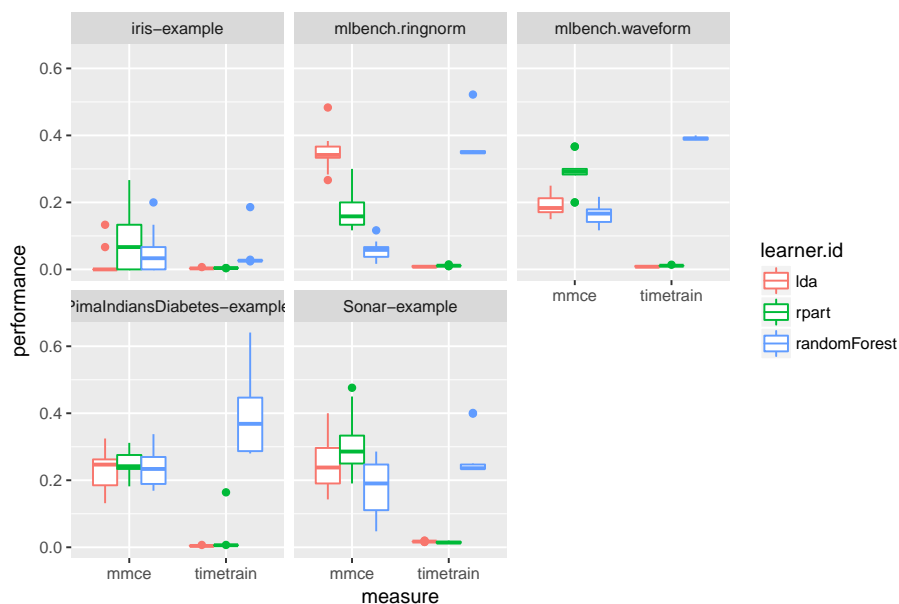 iris−example
mlbench.ringnorm
mlbench.waveform
0.6
0.4
0.2
0.0
mmce
timetrain
PimaIndiansDiabetes−example
Sonar−example
0.6
0.4
0.2
0.0
mmce
timetrain
mmce
timetrain
measure
performance
learner.id
lda
rpart
randomForest